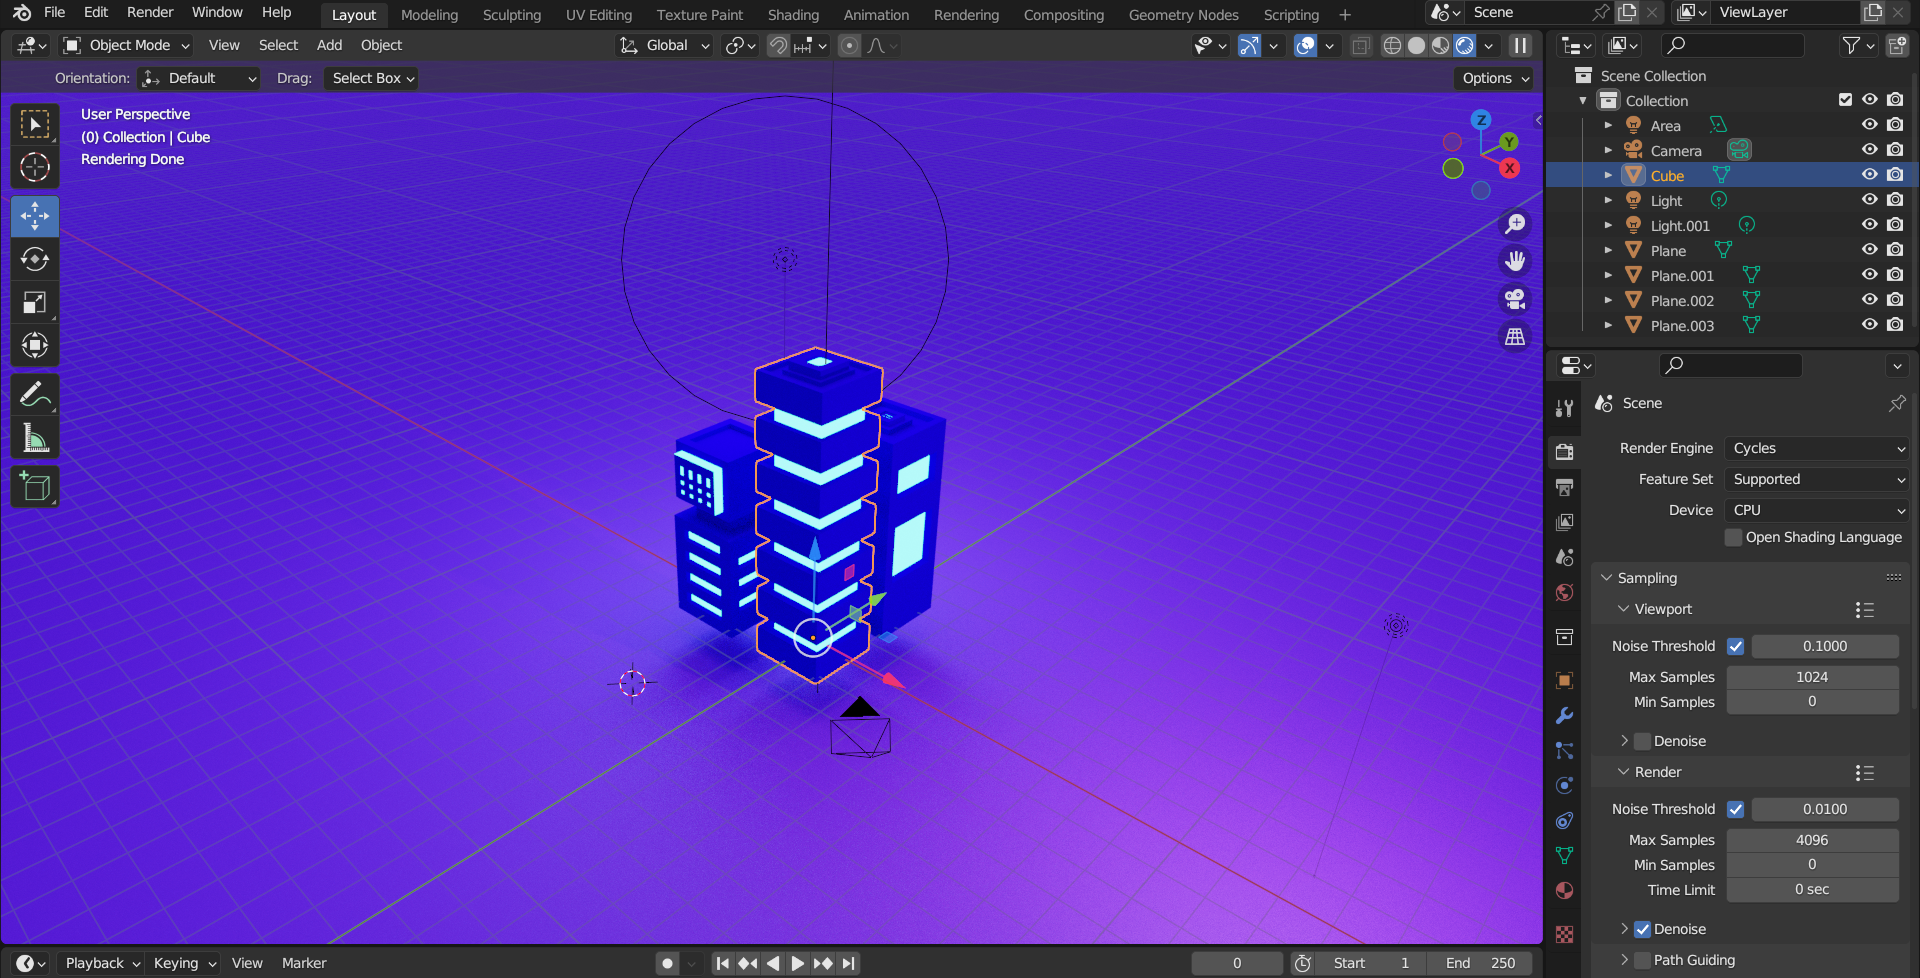 File Edit Render Window Help Layout Modeling Sculpting UV Editing Texture Paint Shading Animation Rendering Compositing Geometry Nodes Scripting + Scene ViewLayer
Object Mode View Select Add Object Global
Orientation: Default Drag: Select Box Options
User Perspective
(0) Collection | Cube
Rendering Done
Z
Y
X
Scene Collection
Collection
Area
Camera
Cube
Light
Light.001
Plane
Plane.001
Plane.002
Plane.003
Scene
Render Engine Cycles
Feature Set Supported
Device CPU
Open Shading Language
Sampling
Viewport
Noise Threshold 0.1000
Max Samples 1024
Min Samples 0
Denoise
Render
Noise Threshold 0.0100
Max Samples 4096
Min Samples 0
Time Limit 0 sec
Denoise
Path Guiding
Playback Keying View Marker 0 Start 1 End 250